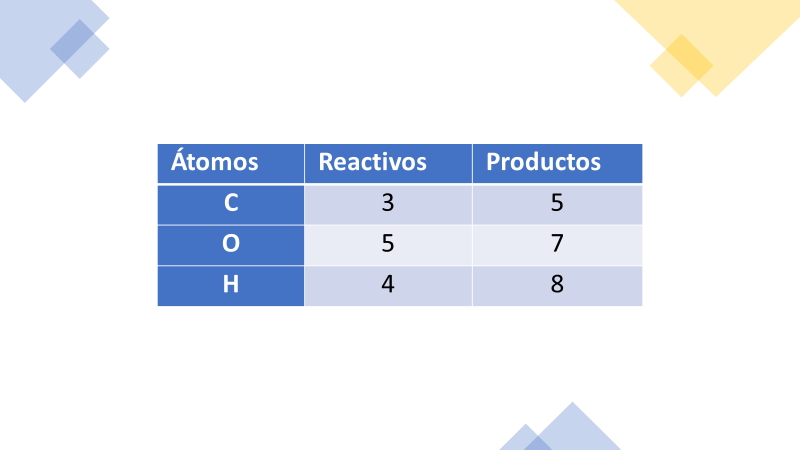 Átomos Reactivos Productos
C 3 5
O 5 7
H 4 8